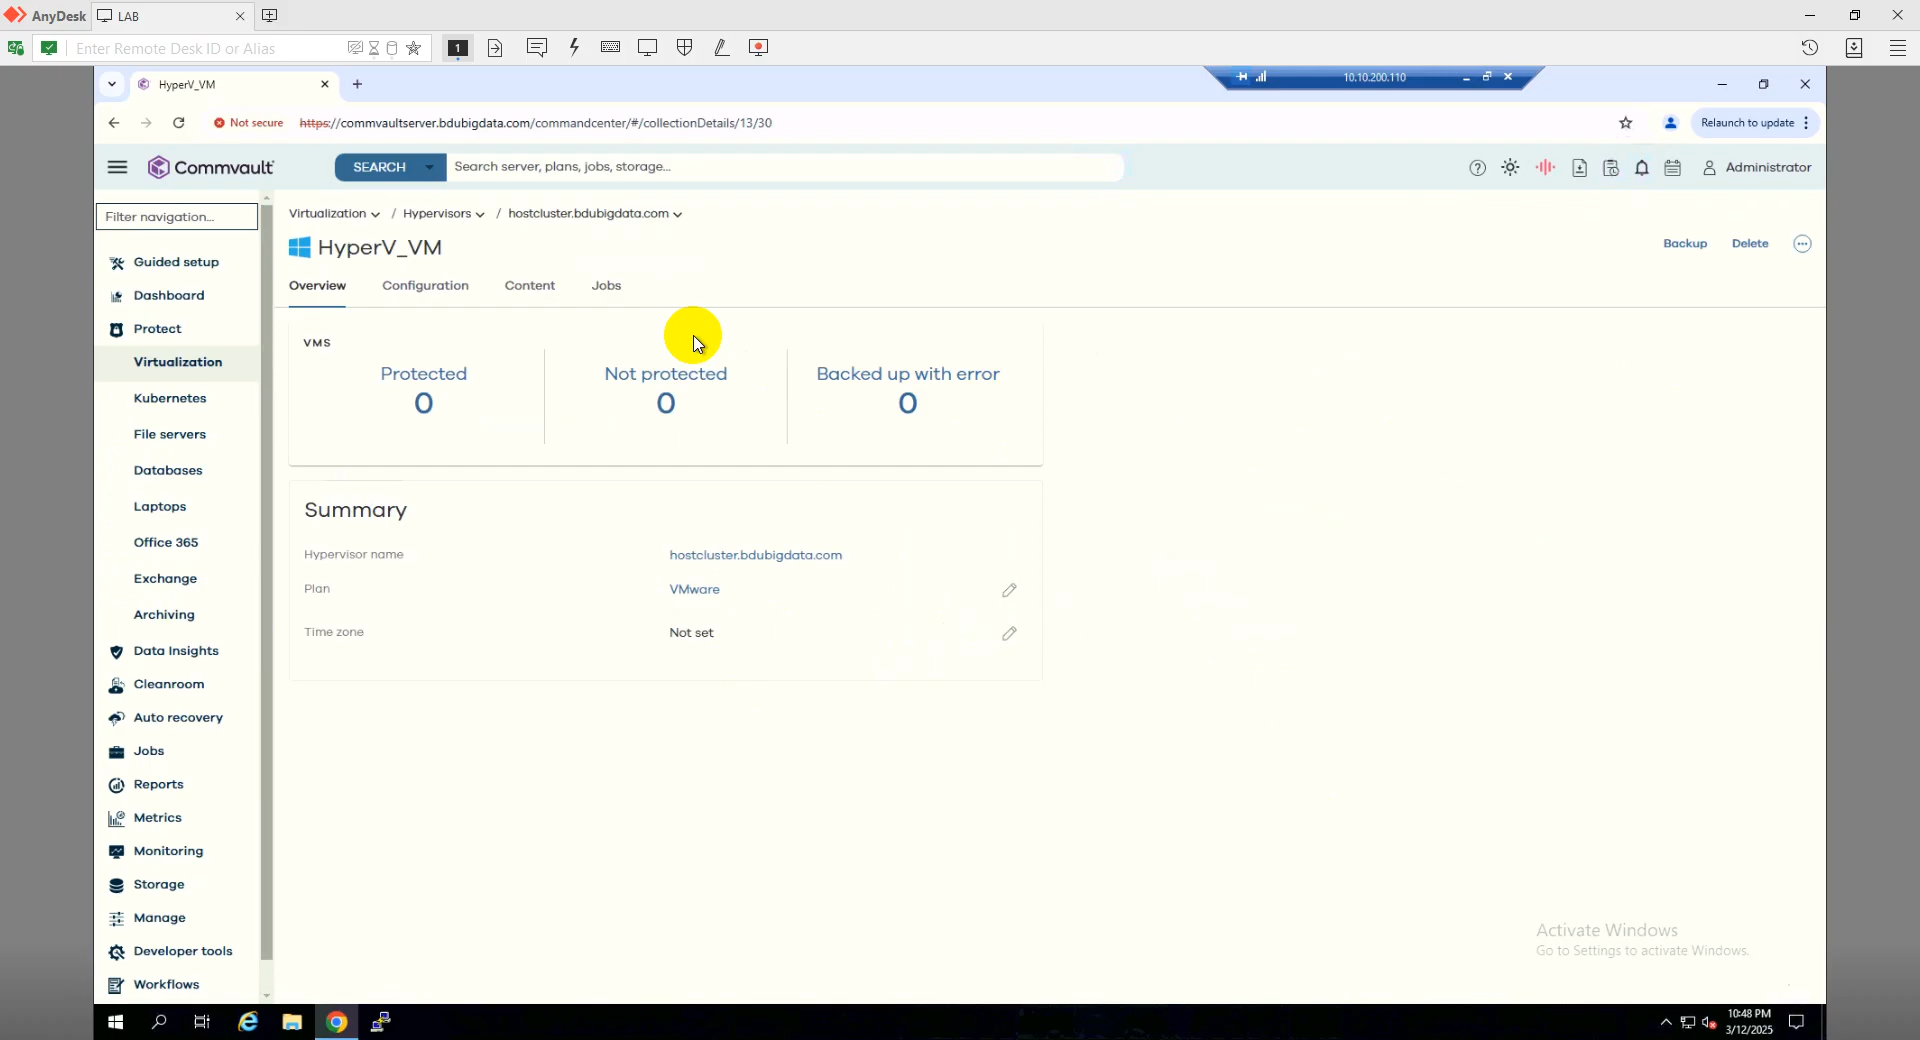 AnyDesk
LAB
Enter Remote Desk ID or Alias
1
HyperV_VM
10.10.200.110
Not secure
https://commvaultserver.bdubigdata.com/commandcenter/#/collectionDetails/13/30
Relaunch to update
Commvault
SEARCH
Search server, plans, jobs, storage...
Administrator
Filter navigation...
Guided setup
Dashboard
Protect
Virtualization
Kubernetes
File servers
Databases
Laptops
Office 365
Exchange
Archiving
Data Insights
Cleanroom
Auto recovery
Jobs
Reports
Metrics
Monitoring
Storage
Manage
Developer tools
Workflows
Virtualization / Hypervisors / hostcluster.bdubigdata.com
HyperV_VM
Backup Delete
Overview Configuration Content Jobs
VMS
Protected
0
Not protected
0
Backed up with error
0
Summary
Hypervisor name hostcluster.bdubigdata.com
Plan VMware
Time zone Not set
Activate Windows
Go to Settings to activate Windows.
10:48 PM
3/12/2025